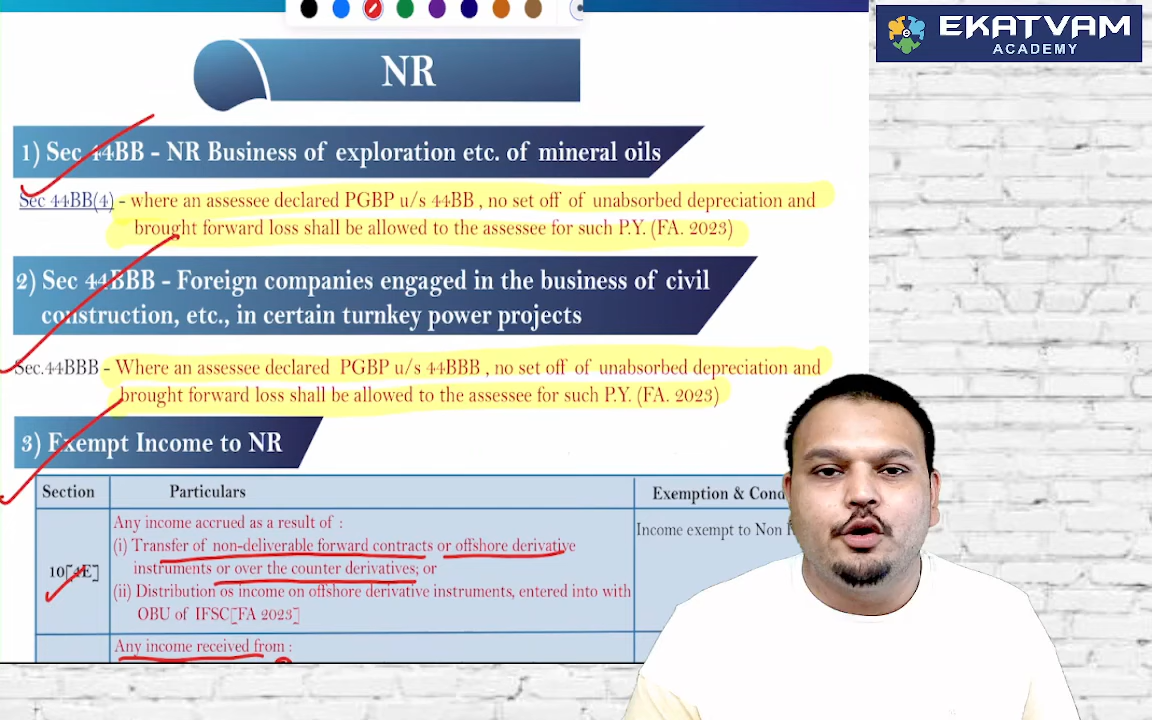 EKATVAM
ACADEMY
NR
1) Sec 44BB - NR Business of exploration etc. of mineral oils
Sec 44BB(4) - where an assessee declared PGBP u/s 44BB , no set off of unabsorbed depreciation and
brought forward loss shall be allowed to the assessee for such P.Y. (FA. 2023)
2) Sec 44BBB - Foreign companies engaged in the business of civil
construction, etc., in certain turnkey power projects
Sec.44BBB - Where an assessee declared PGBP u/s 44BBB , no set off of unabsorbed depreciation and
brought forward loss shall be allowed to the assessee for such P.Y. (FA. 2023)
3) Exempt Income to NR
Section Particulars Exemption & Cond
Any income accrued as a result of :
(i) Transfer of non-deliverable forward contracts or offshore derivative
Income exempt to Non
instruments or over the counter derivatives; or
10[4E]
(ii) Distribution os income on offshore derivative instruments, entered into with
OBU of IFSC[FA 2023]
Any income received from :